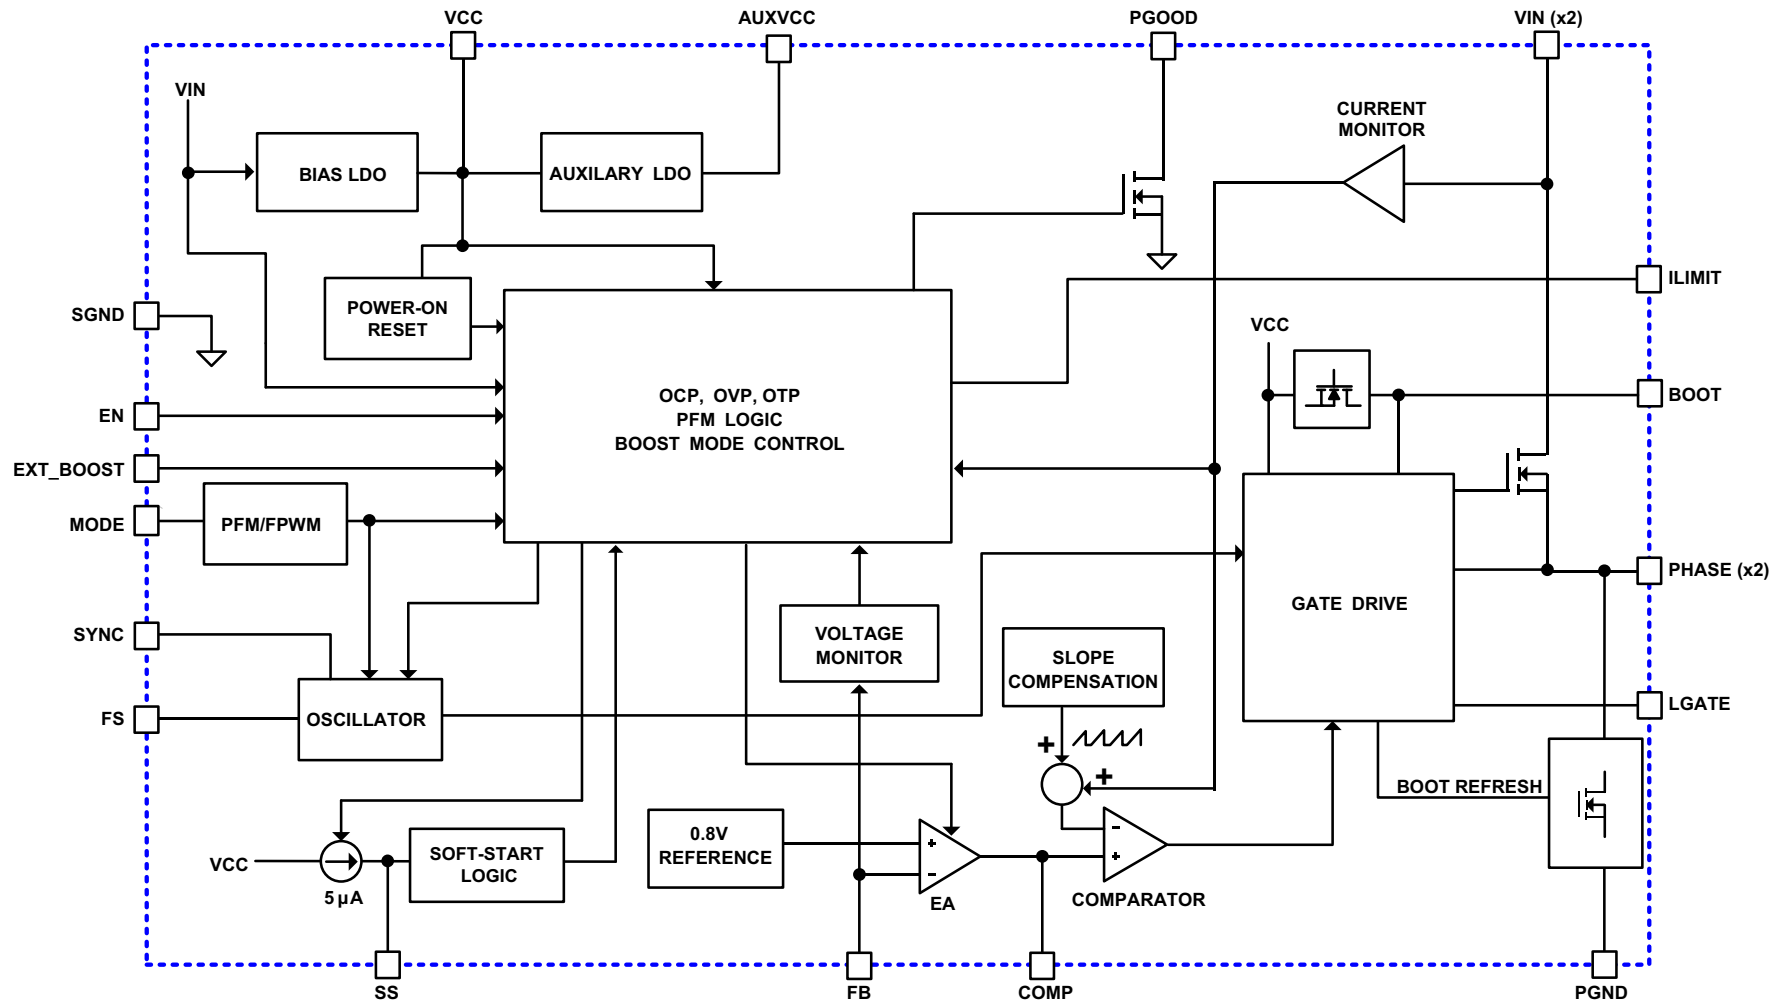 VCC
AUXVCC
PGOOD
VIN (x2)
VIN
CURRENT
MONITOR
BIAS LDO
AUXILARY LDO
SGND
POWER-ON
RESET
ILIMIT
VCC
OCP, OVP, OTP
PFM LOGIC
BOOST MODE CONTROL
BOOT
EN
EXT_BOOST
MODE
PFM/FPWM
PHASE (x2)
GATE DRIVE
SYNC
VOLTAGE
MONITOR
SLOPE
COMPENSATION
FS
OSCILLATOR
LGATE
+
+
BOOT REFRESH
0.8V
REFERENCE
+
-
-
+
VCC
SOFT-START
LOGIC
5 µA
EA
COMPARATOR
SS
FB
COMP
PGND